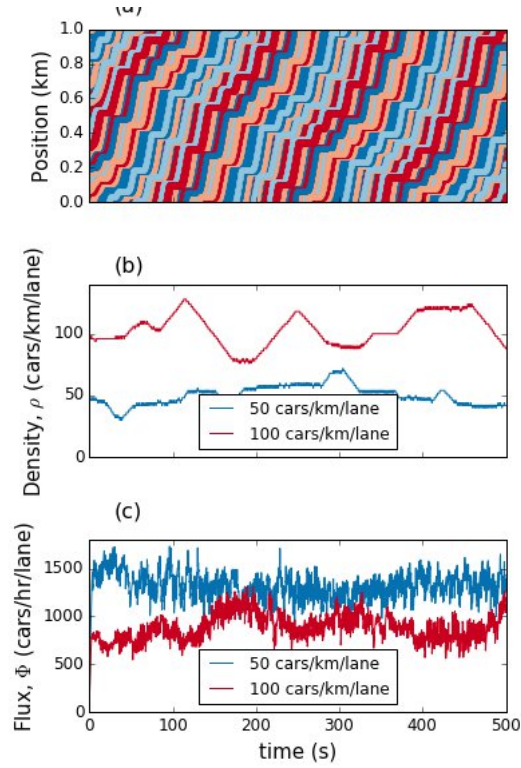 (a)
1.0
0.8
0.6
0.4
0.2
0.0
Position (km)
(b)
100
50
0
Density, ρ (cars/km/lane)
50 cars/km/lane
100 cars/km/lane
(c)
1500
1000
500
0
Flux, Φ (cars/hr/lane)
50 cars/km/lane
100 cars/km/lane
0 100 200 300 400 500
time (s)